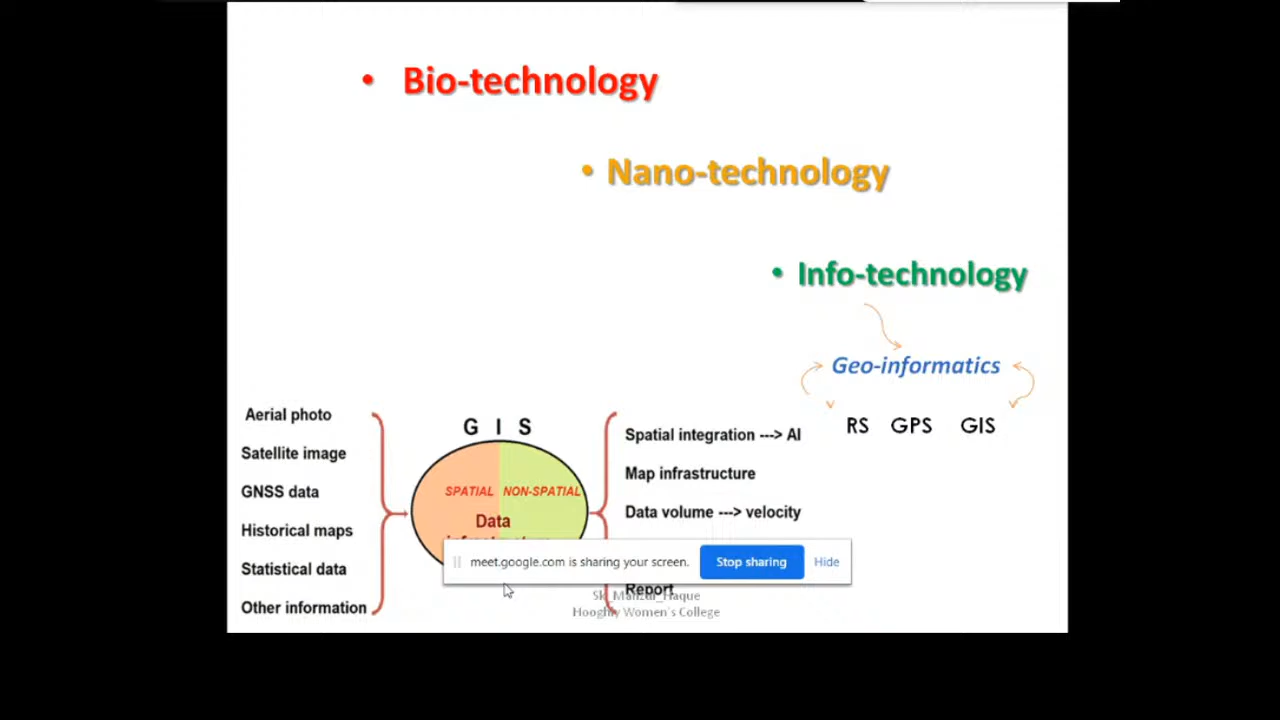 • Bio-technology
• Nano-technology
• Info-technology
Geo-informatics
RS GPS GIS
Aerial photo
Satellite image
GNSS data
Historical maps
Statistical data
Other information
G I S
SPATIAL NON-SPATIAL
Data
Spatial integration ---> AI
Map infrastructure
Data volume ---> velocity
meet.google.com is sharing your screen. Stop sharing Hide
Report
Haque
Hooghly Women's College